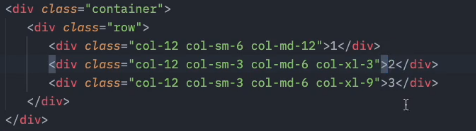 <div class="container">
<div class="row">
<div class="col-12 col-sm-6 col-md-12">1</div>
<div class="col-12 col-sm-3 col-md-6 col-xl-3">2</div>
<div class="col-12 col-sm-3 col-md-6 col-xl-9">3</div>
</div>
</div>